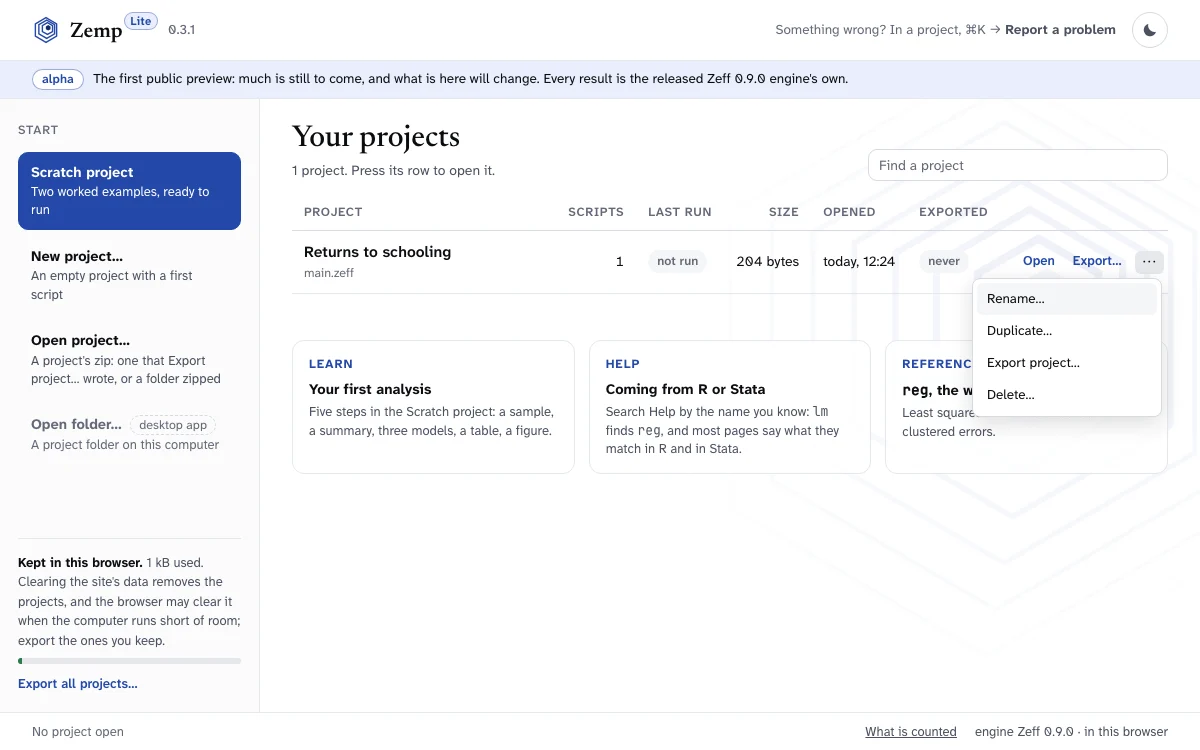 Zemp Lite 0.3.1
Something wrong? In a project, ⌘K → Report a problem
alpha The first public preview: much is still to come, and what is here will change. Every result is the released Zeff 0.9.0 engine's own.
START
Scratch project
Two worked examples, ready to
run
New project...
An empty project with a first
script
Open project...
A project's zip: one that Export
project... wrote, or a folder zipped
Open folder... desktop app
A project folder on this computer
Kept in this browser. 1 kB used.
Clearing the site's data removes the
projects, and the browser may clear it
when the computer runs short of room;
export the ones you keep.
Export all projects...
Your projects
1 project. Press its row to open it.
Find a project
PROJECT SCRIPTS LAST RUN SIZE OPENED EXPORTED
Returns to schooling
main.zeff
1 not run 204 bytes today, 12:24 never Open Export... ···
Rename...
Duplicate...
Export project...
Delete...
LEARN
Your first analysis
Five steps in the Scratch project: a sample,
a summary, three models, a table, a figure.
HELP
Coming from R or Stata
Search Help by the name you know: lm
finds reg, and most pages say what they
match in R and in Stata.
REFERENC
reg, the w
Least square
clustered errors.
No project open
What is counted engine Zeff 0.9.0 · in this browser